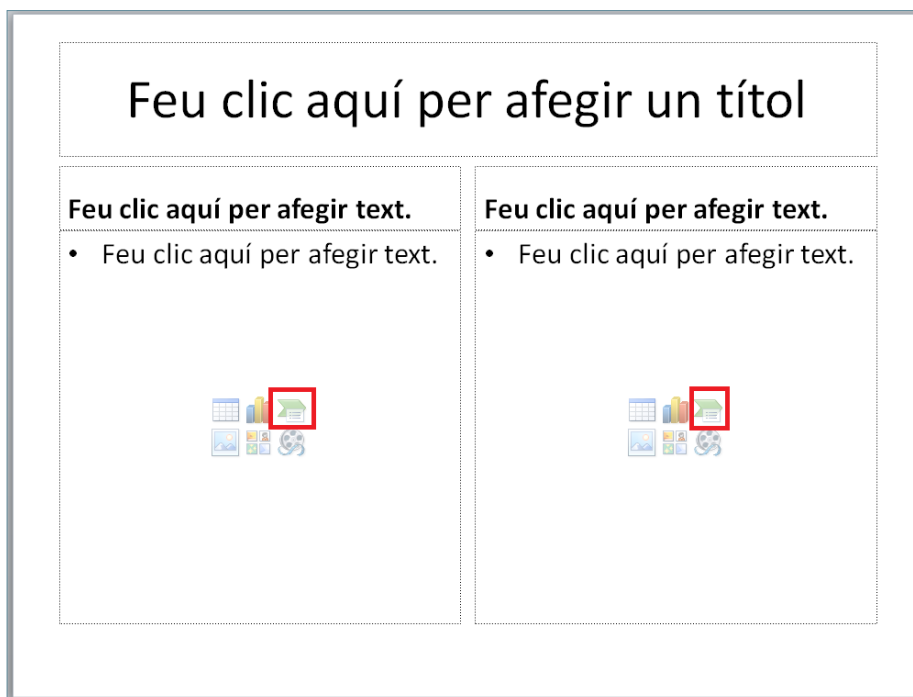 Feu clic aquí per afegir un títol
Feu clic aquí per afegir text.
• Feu clic aquí per afegir text.
Feu clic aquí per afegir text.
• Feu clic aquí per afegir text.